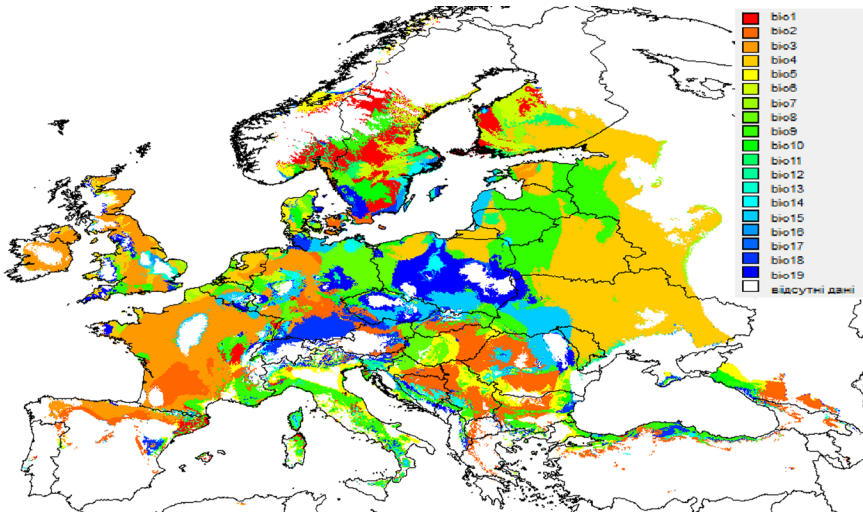 bio1
bio2
bio3
bio4
bio5
bio6
bio7
bio8
bio9
bio10
bio11
bio12
bio13
bio14
bio15
bio16
bio17
bio18
bio19
відсутні дані